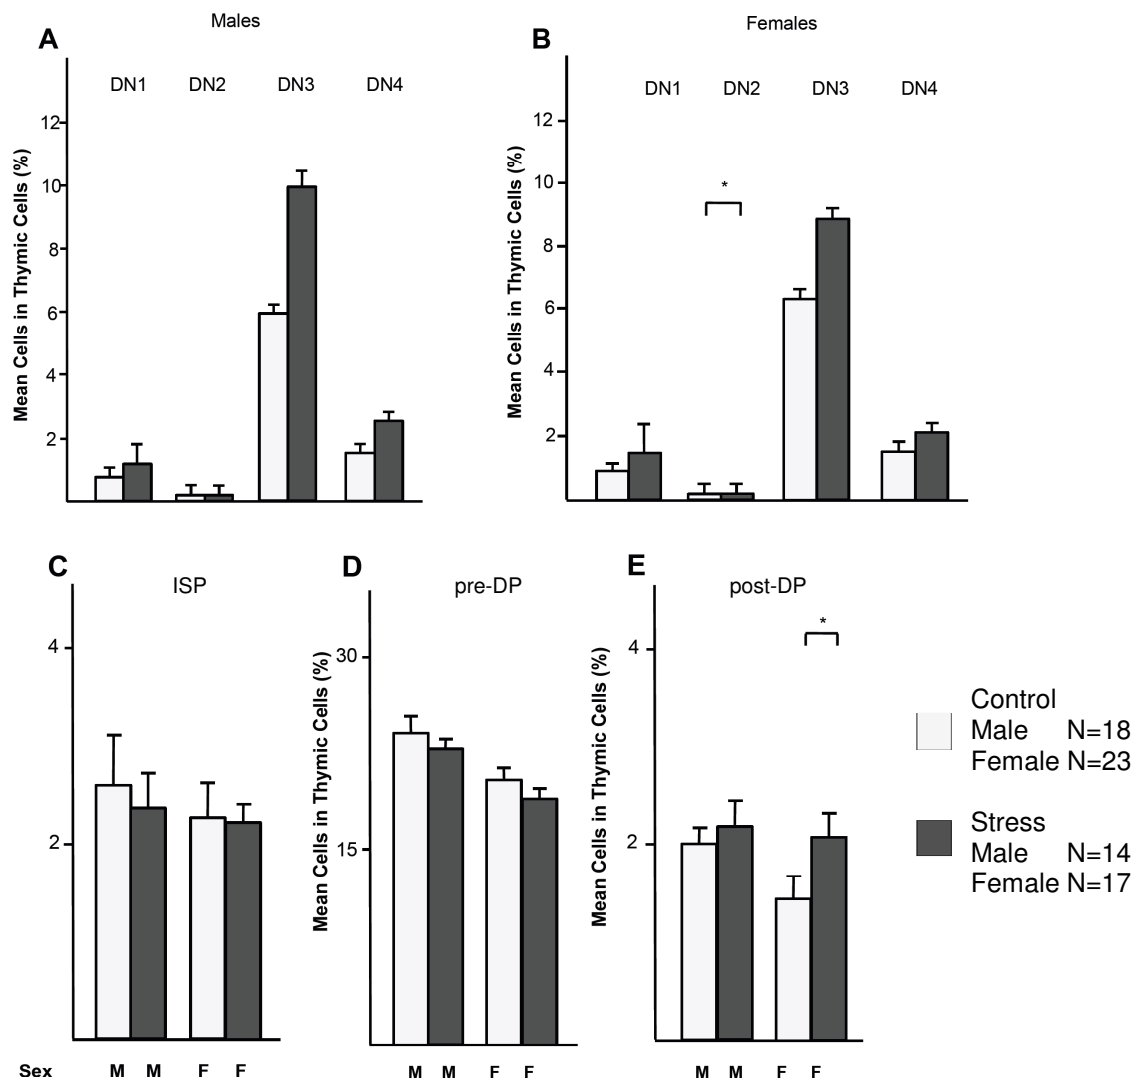 Males
Females
A
B
DN1 DN2 DN3 DN4
DN1 DN2 DN3 DN4
Mean Cells in Thymic Cells (%)
12
10
8
6
4
2
Mean Cells in Thymic Cells (%)
12
10
8
6
4
2
*
C
ISP
4
2
D
pre-DP
Mean Cells in Thymic Cells (%)
30
15
E
post-DP
Mean Cells in Thymic Cells (%)
4
2
*
Control
Male N=18
Female N=23
Stress
Male N=14
Female N=17
Sex M M F F M M F F M M F F